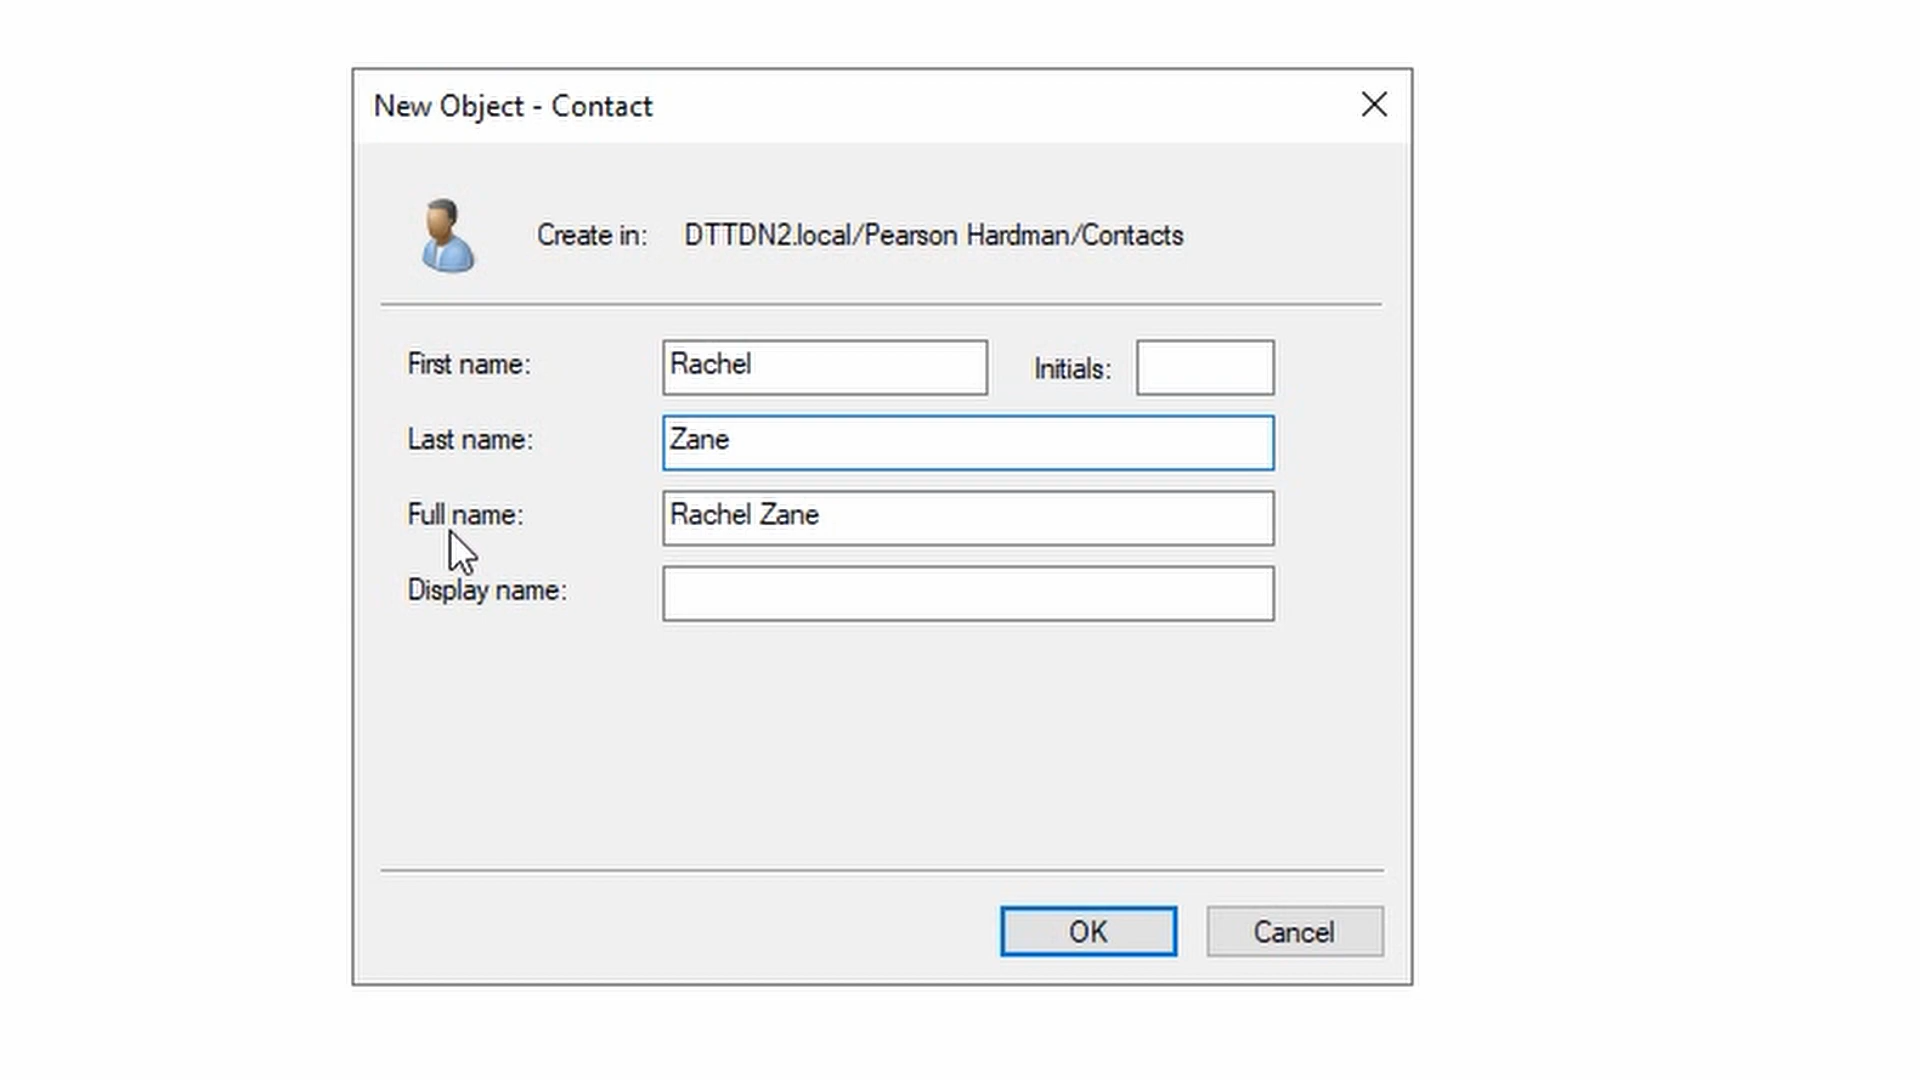 New Object - Contact
Create in: DTTDN2.local/Pearson Hardman/Contacts
First name: Rachel Initials:
Last name: Zane
Full name: Rachel Zane
Display name:
OK Cancel